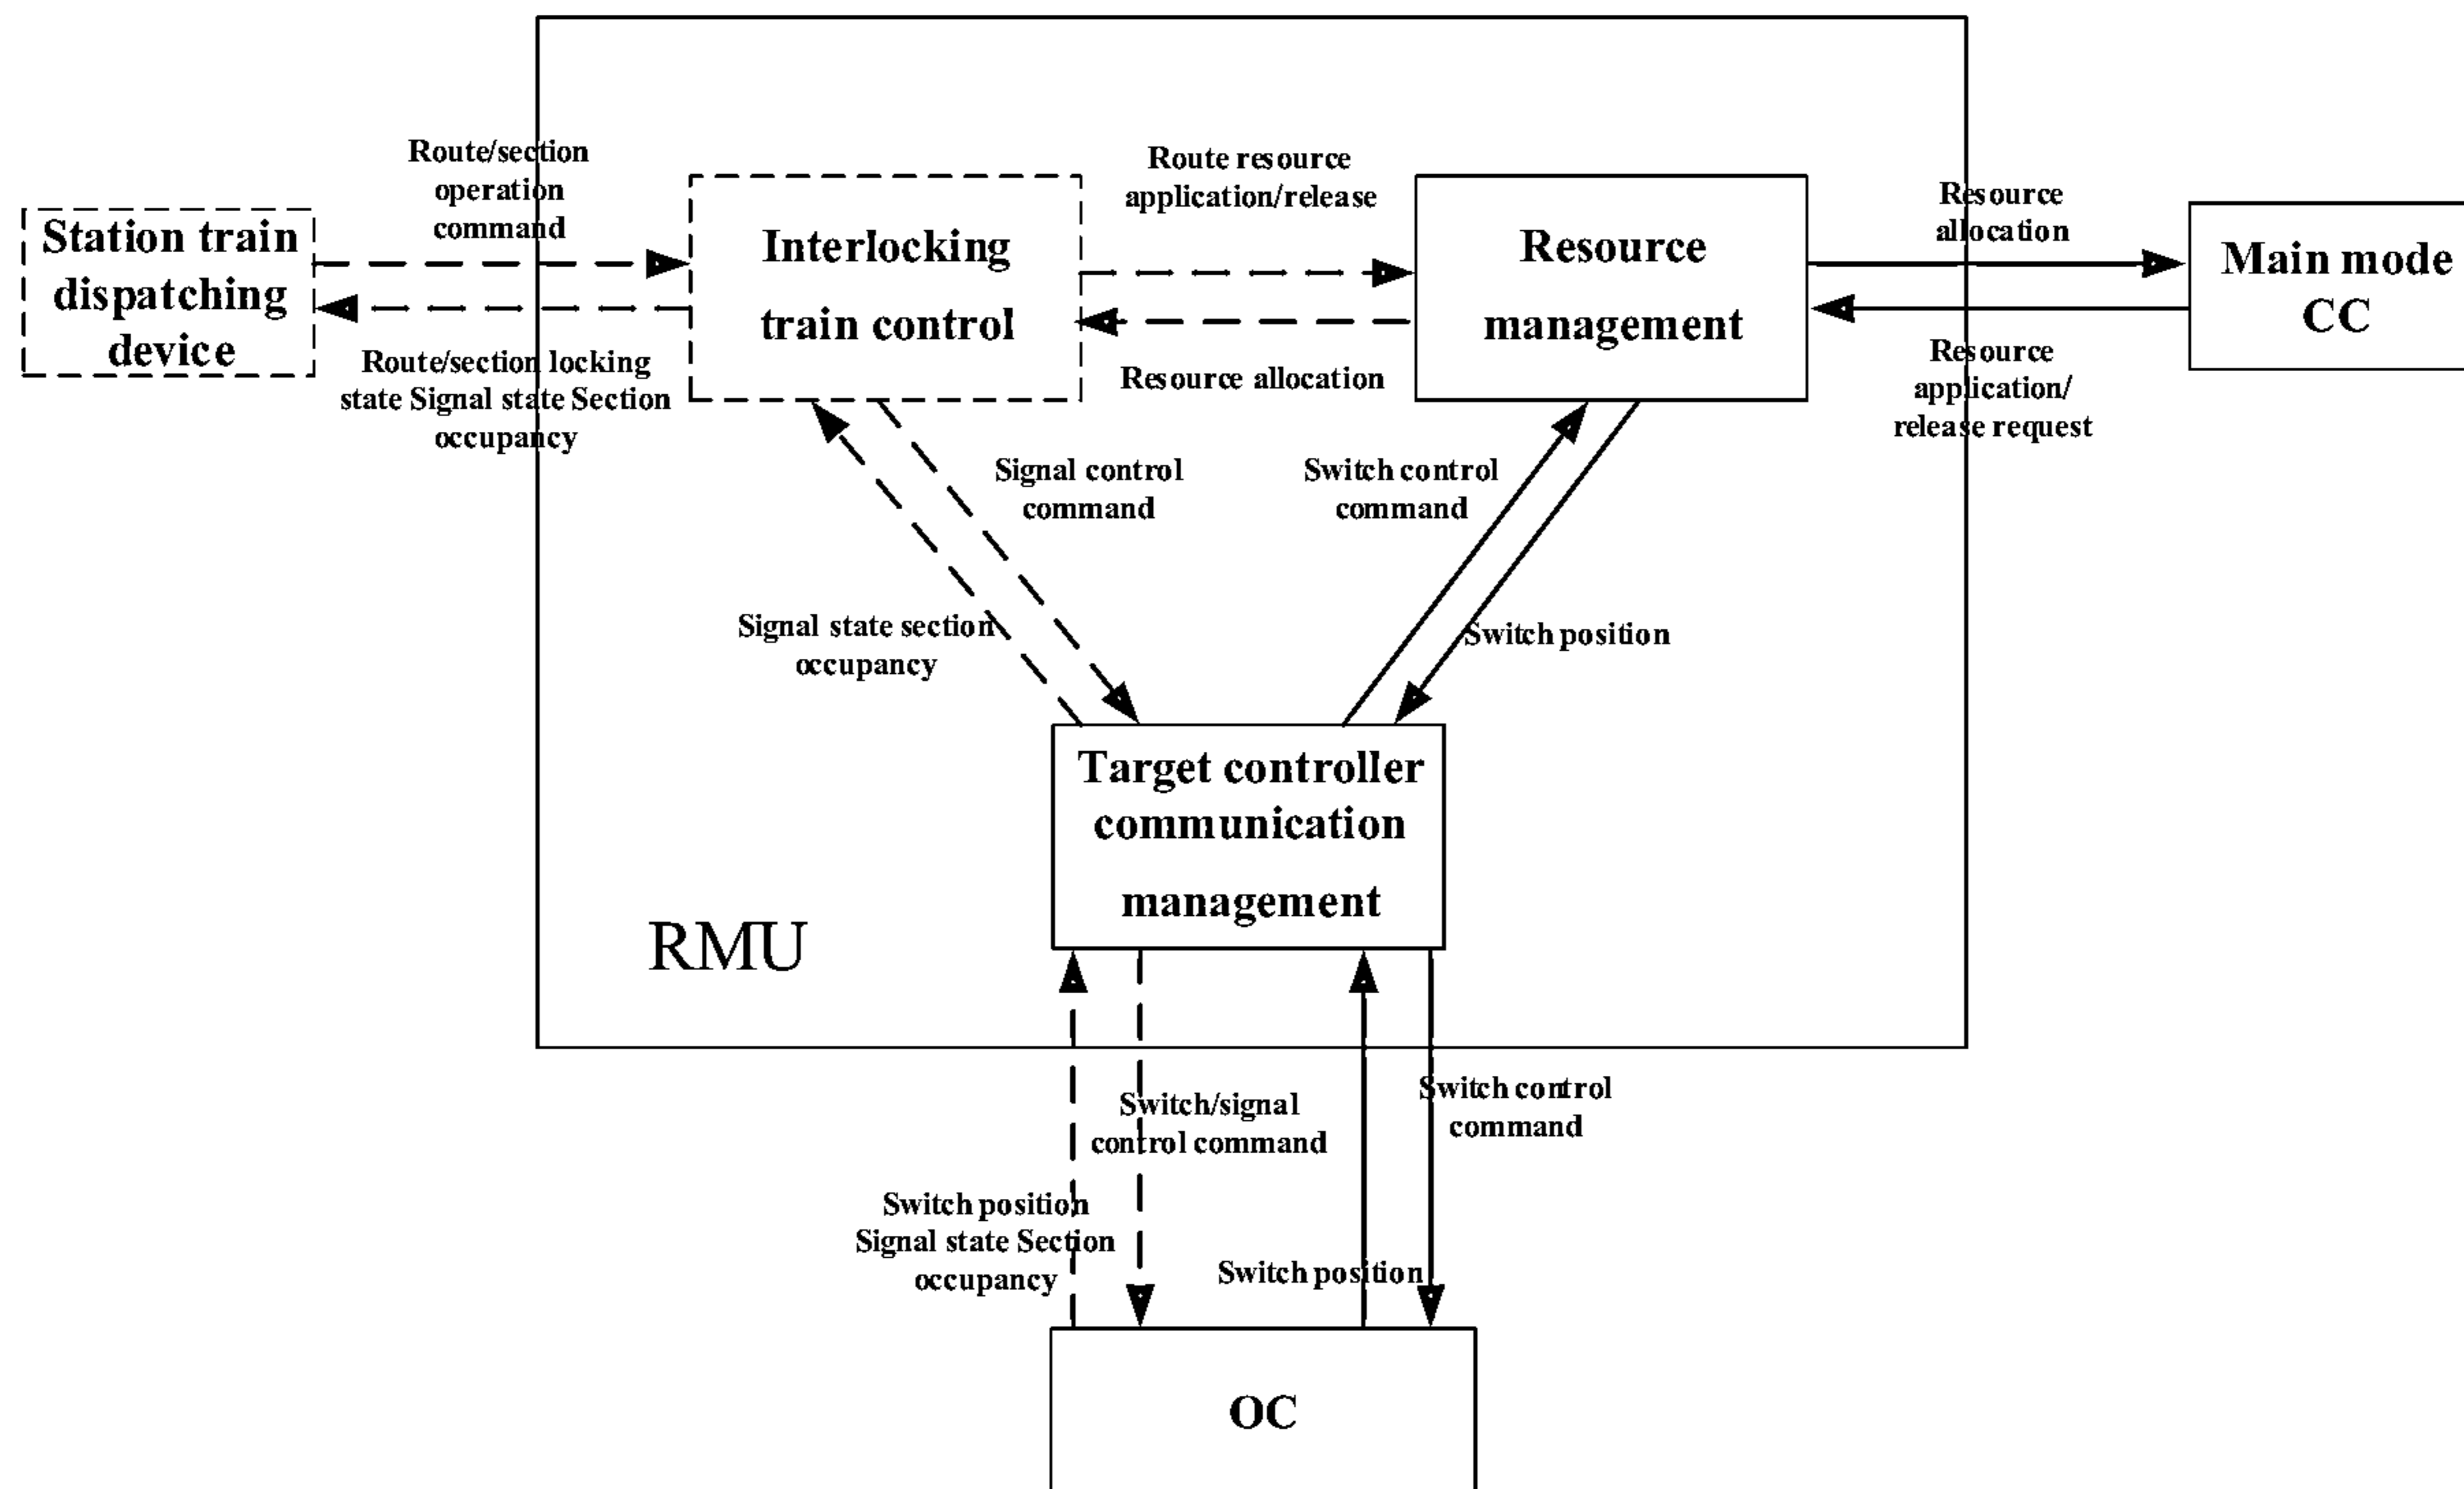 Route/section
operation
command
Station train
dispatching
device
Route/section locking
state Signal state Section
occupancy
Interlocking
train control
Route resource
application/release
Resource allocation
Resource
management
Resource
allocation
Main mode
CC
Resource
application/
release request
Signal control
command
Switch control
command
Signal state section
occupancy
Switch position
Target controller
communication
management
RMU
Switch/signal
control command
Switch control
command
Switch position
Signal state Section
occupancy
Switch position
OC